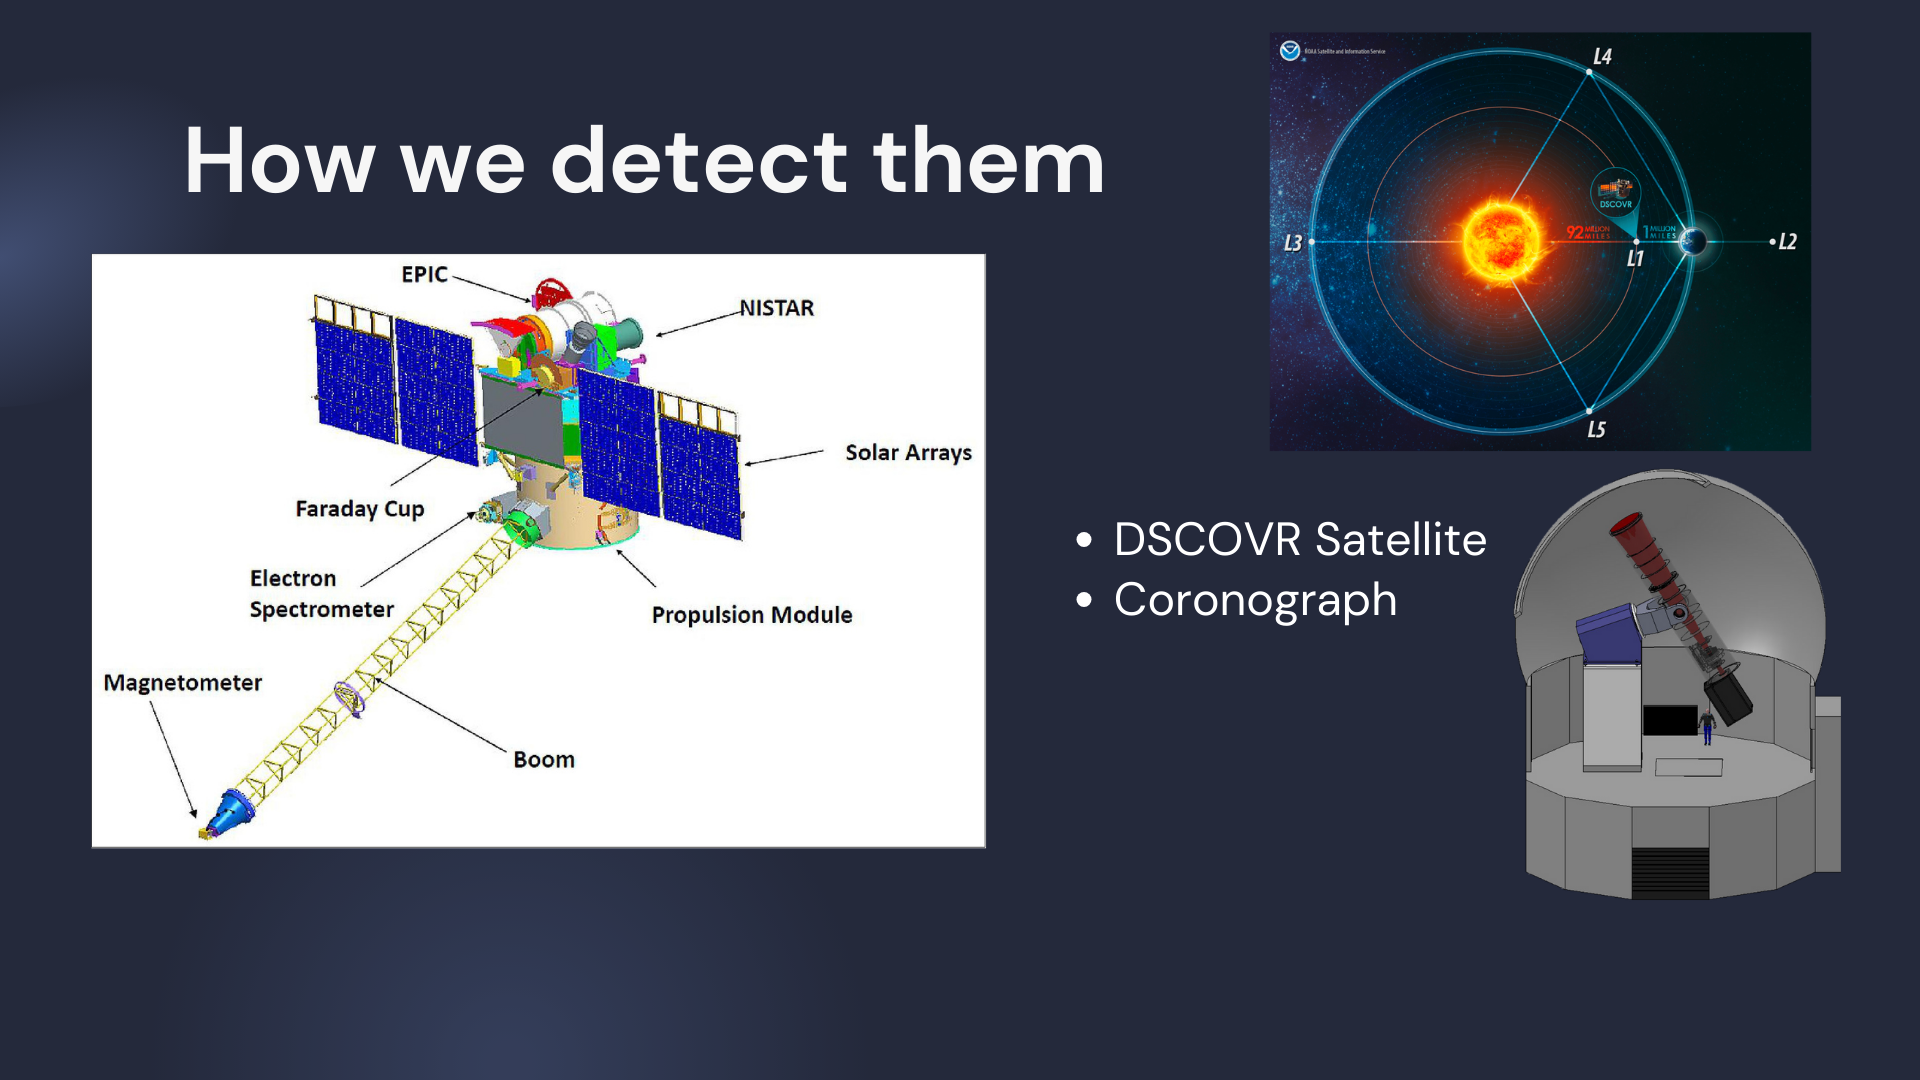 How we detect them
EPIC
NISTAR
Solar Arrays
Faraday Cup
Electron
Spectrometer
Propulsion Module
Magnetometer
Boom
NOAA Satellite and Information Service
L4
DSCOVR
92 MILLION
MILES
1 MILLION
MILES
L3
L1
L2
L5
• DSCOVR Satellite
• Coronograph